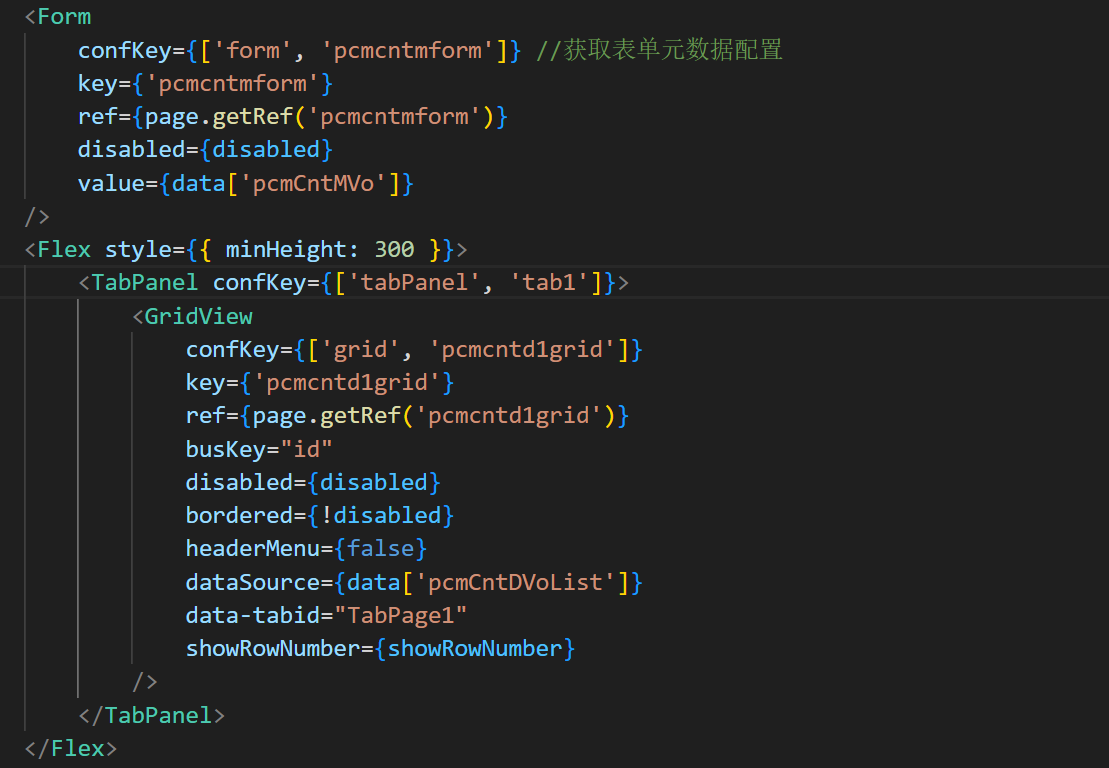 <Form
    confKey={['form', 'pcmcntmform']} //获取表单元数据配置
    key={'pcmcntmform'}
    ref={page.getRef('pcmcntmform')}
    disabled={disabled}
    value={data['pcmCntMVo']}
/>
<Flex style={{ minHeight: 300 }}>
    <TabPanel confKey={['tabPanel', 'tab1']}>
        <GridView
            confKey={['grid', 'pcmcntd1grid']}
            key={'pcmcntd1grid'}
            ref={page.getRef('pcmcntd1grid')}
            busKey="id"
            disabled={disabled}
            bordered={!disabled}
            headerMenu={false}
            dataSource={data['pcmCntDVoList']}
            data-tabid="TabPage1"
            showRowNumber={showRowNumber}
        />
    </TabPanel>
</Flex>